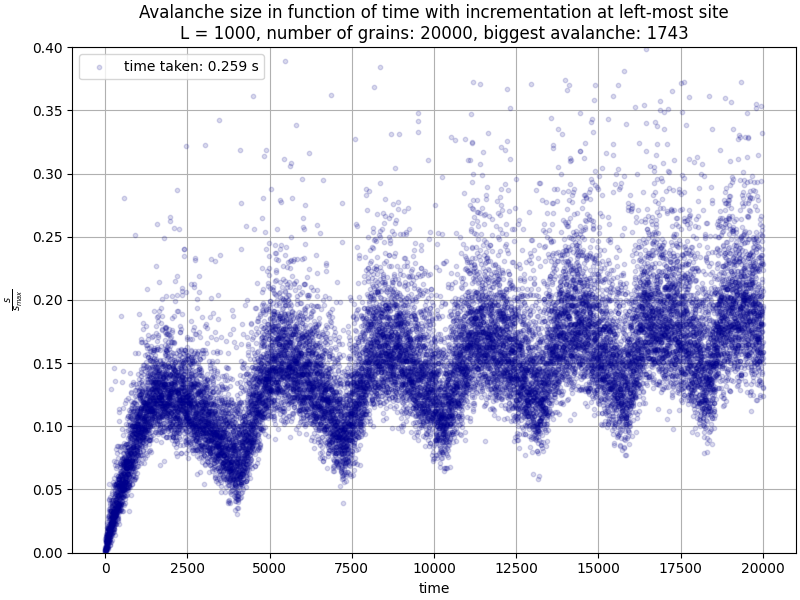 Avalanche size in function of time with incrementation at left-most site
L = 1000, number of grains: 20000, biggest avalanche: 1743
time taken: 0.259 s
0.40
0.35
0.30
0.25
0.20
0.15
0.10
0.05
0.00
s
s_max
0 2500 5000 7500 10000 12500 15000 17500 20000
time